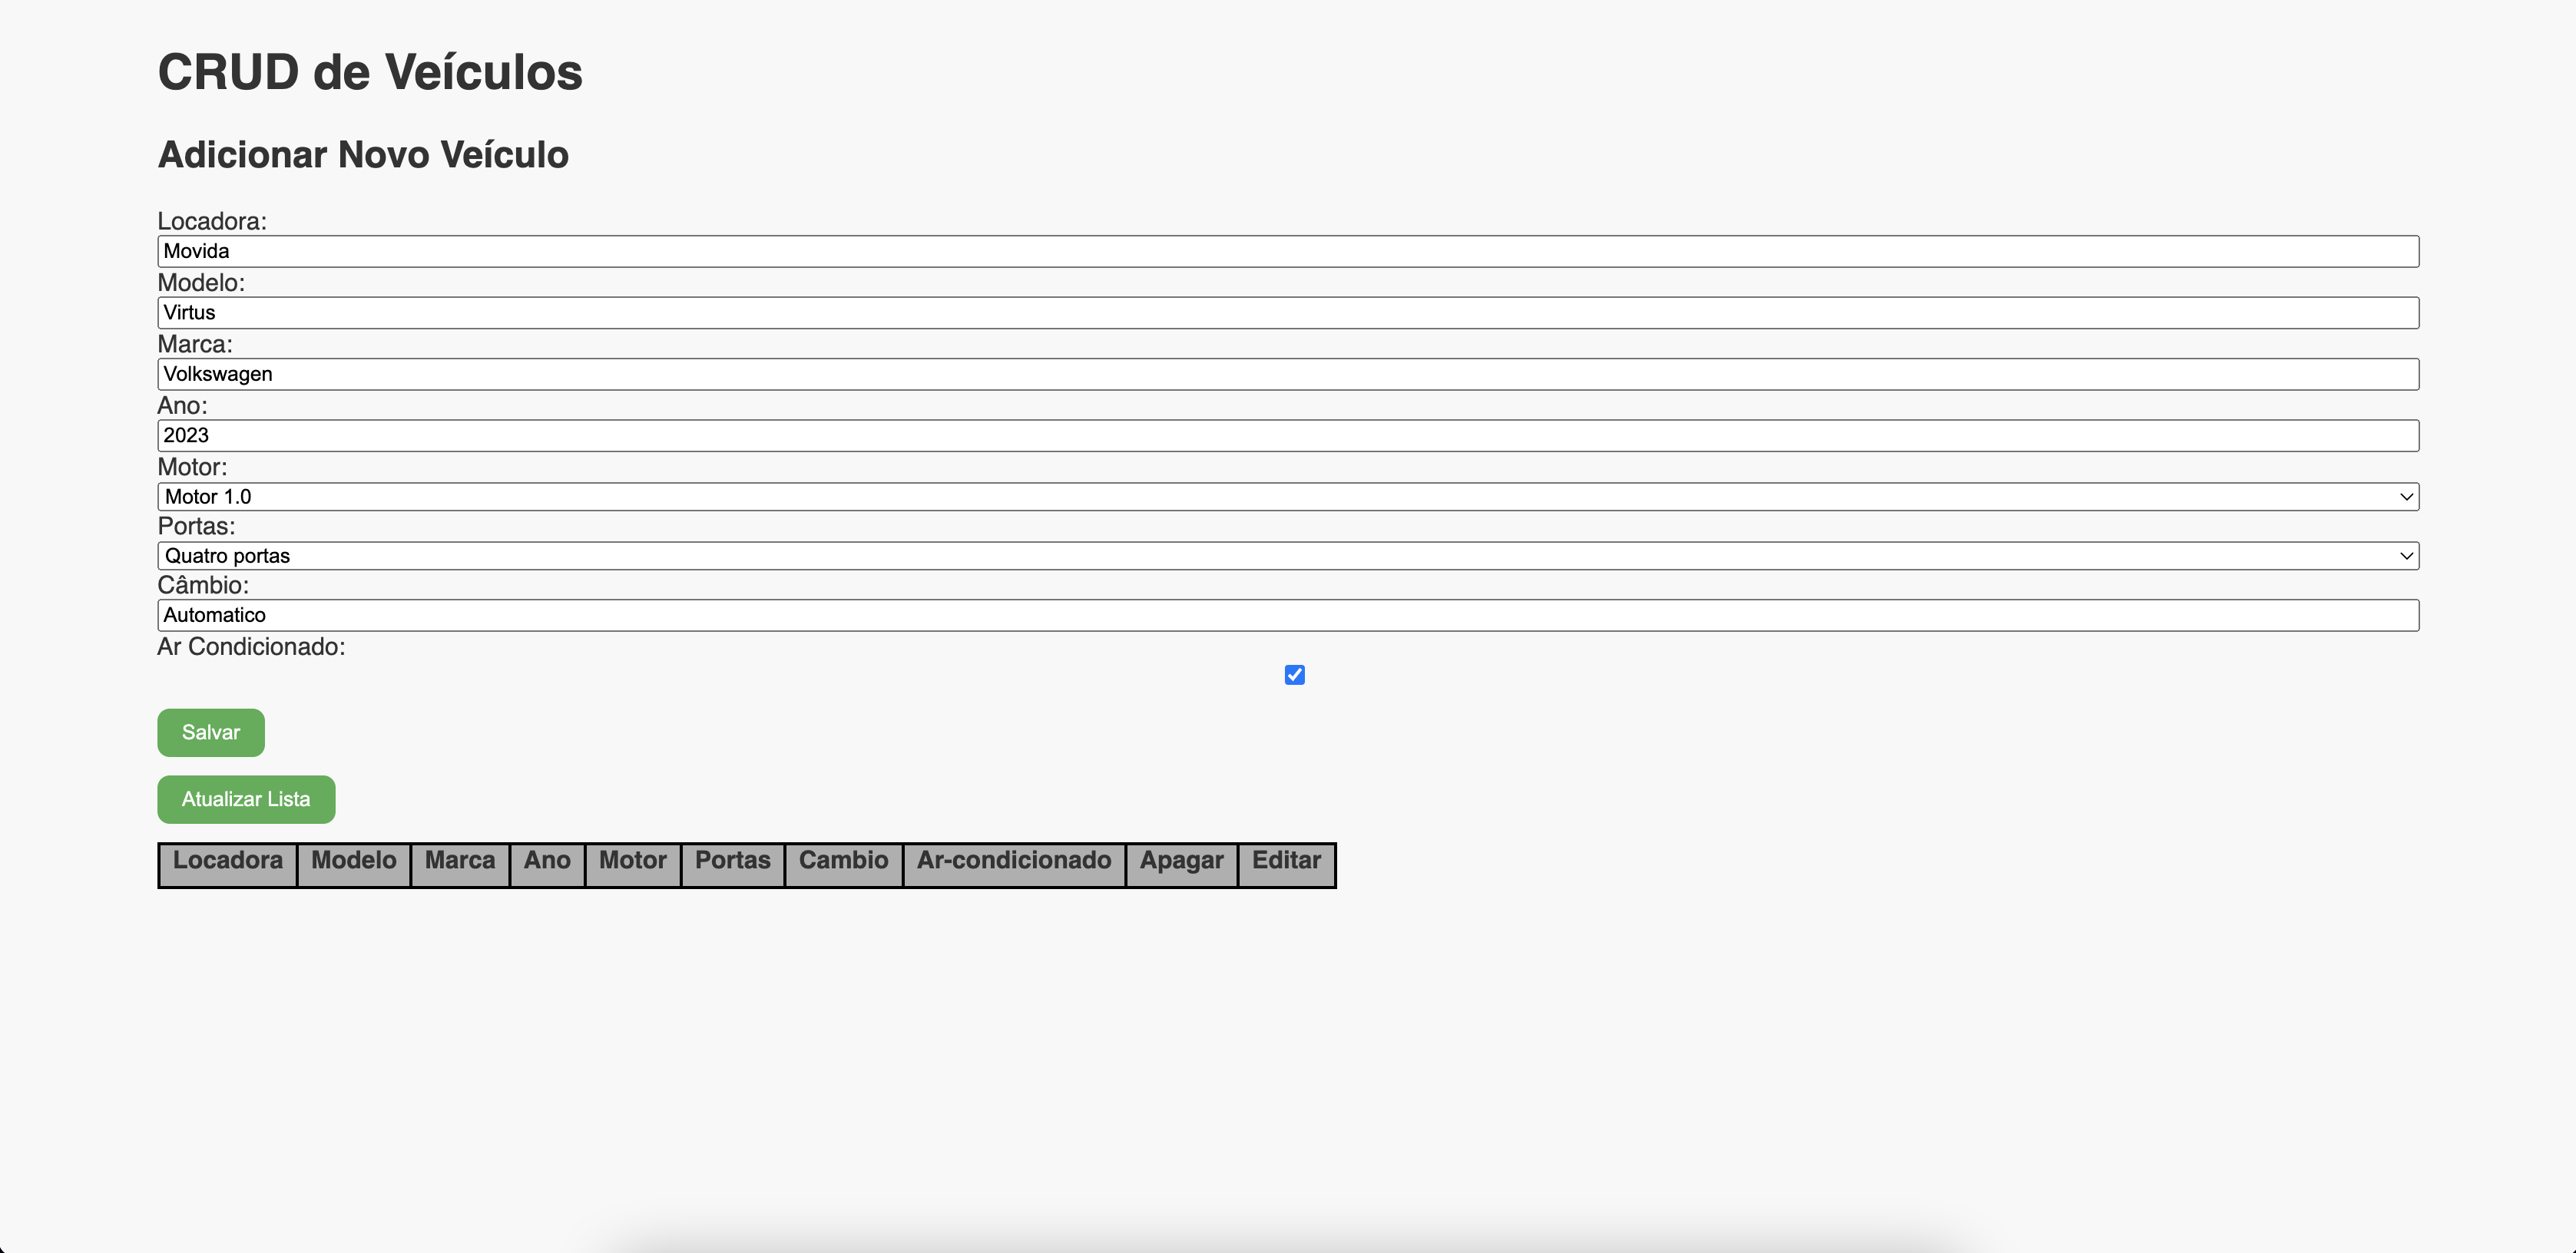 CRUD de Veículos
Adicionar Novo Veículo
Locadora:
Movida
Modelo:
Virtus
Marca:
Volkswagen
Ano:
2023
Motor:
Motor 1.0
Portas:
Quatro portas
Câmbio:
Automatico
Ar Condicionado:
Salvar
Atualizar Lista
Locadora Modelo Marca Ano Motor Portas Cambio Ar-condicionado Apagar Editar